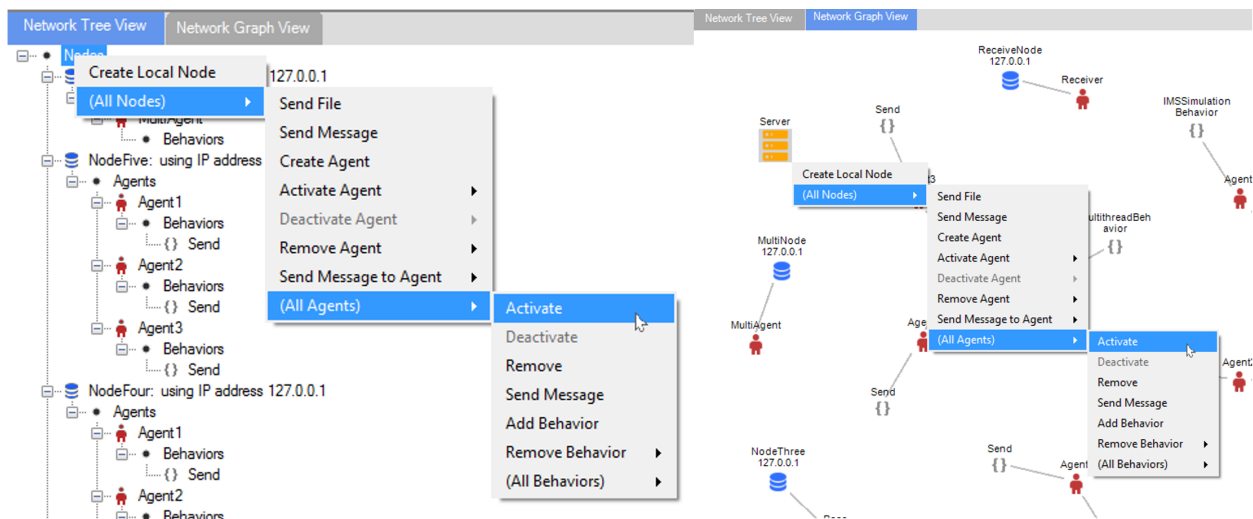 Network Tree View
Network Graph View
Nodes
127.0.0.1
MultiAgent
Behaviors
NodeFive: using IP address
Agents
Agent1
Behaviors
{} Send
Agent2
Behaviors
{} Send
Agent3
Behaviors
{} Send
NodeFour: using IP address 127.0.0.1
Agents
Agent1
Behaviors
{} Send
Agent2
Behaviors
Create Local Node
(All Nodes)
Send File
Send Message
Create Agent
Activate Agent
Deactivate Agent
Remove Agent
Send Message to Agent
(All Agents)
Activate
Deactivate
Remove
Send Message
Add Behavior
Remove Behavior
(All Behaviors)
Network Tree View
Network Graph View
ReceiveNode
127.0.0.1
Receiver
IMSSimulation
Behavior
{}
Send
{}
Server
Agent
MultiNode
127.0.0.1
MultiAgent
Send
{}
NodeThree
127.0.0.1
Send
{}
Agent
{}
Create Local Node
(All Nodes)
Send File
Send Message
Create Agent
Activate Agent
Deactivate Agent
Remove Agent
Send Message to Agent
(All Agents)
Activate
Deactivate
Remove
Send Message
Add Behavior
Remove Behavior
(All Behaviors)